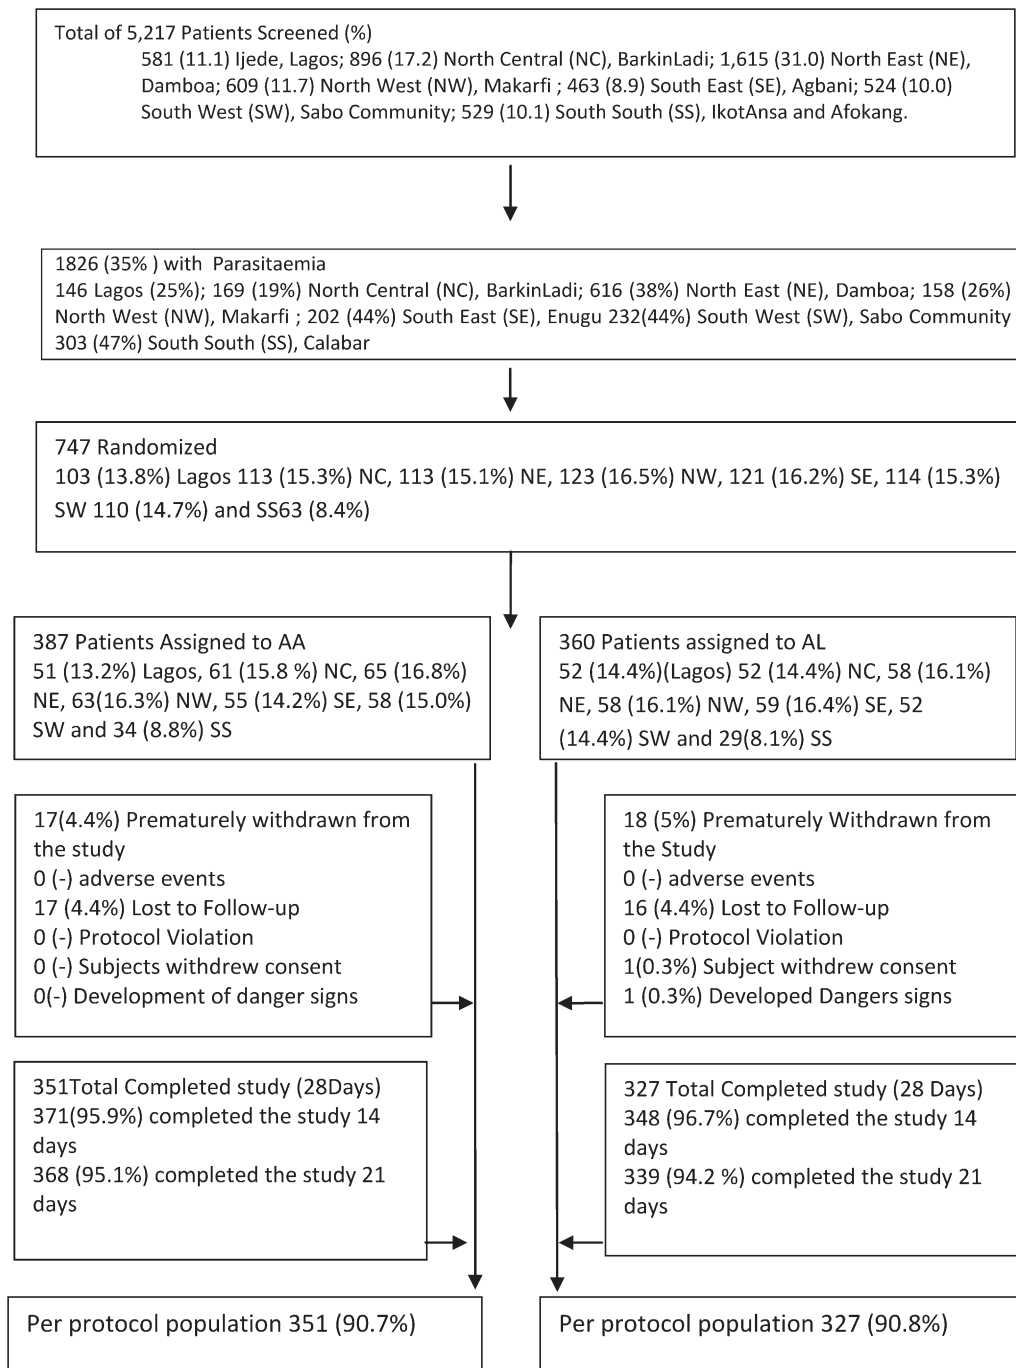 Total of 5,217 Patients Screened (%)
581 (11.1) Ijede, Lagos; 896 (17.2) North Central (NC), BarkinLadi; 1,615 (31.0) North East (NE),
Damboa; 609 (11.7) North West (NW), Makarfi ; 463 (8.9) South East (SE), Agbani; 524 (10.0)
South West (SW), Sabo Community; 529 (10.1) South South (SS), IkotAnsa and Afokang.
1826 (35% ) with Parasitaemia
146 Lagos (25%); 169 (19%) North Central (NC), BarkinLadi; 616 (38%) North East (NE), Damboa; 158 (26%)
North West (NW), Makarfi ; 202 (44%) South East (SE), Enugu 232(44%) South West (SW), Sabo Community
303 (47%) South South (SS), Calabar
747 Randomized
103 (13.8%) Lagos 113 (15.3%) NC, 113 (15.1%) NE, 123 (16.5%) NW, 121 (16.2%) SE, 114 (15.3%)
SW 110 (14.7%) and SS63 (8.4%)
387 Patients Assigned to AA
51 (13.2%) Lagos, 61 (15.8 %) NC, 65 (16.8%)
NE, 63(16.3%) NW, 55 (14.2%) SE, 58 (15.0%)
SW and 34 (8.8%) SS
360 Patients assigned to AL
52 (14.4%)(Lagos) 52 (14.4%) NC, 58 (16.1%)
NE, 58 (16.1%) NW, 59 (16.4%) SE, 52
(14.4%) SW and 29(8.1%) SS
17(4.4%) Prematurely withdrawn from
the study
0 (-) adverse events
17 (4.4%) Lost to Follow-up
0 (-) Protocol Violation
0 (-) Subjects withdrew consent
0(-) Development of danger signs
18 (5%) Prematurely Withdrawn from
the Study
0 (-) adverse events
16 (4.4%) Lost to Follow-up
0 (-) Protocol Violation
1(0.3%) Subject withdrew consent
1 (0.3%) Developed Dangers signs
351Total Completed study (28Days)
371(95.9%) completed the study 14
days
368 (95.1%) completed the study 21
days
327 Total Completed study (28 Days)
348 (96.7%) completed the study 14
days
339 (94.2 %) completed the study 21
days
Per protocol population 351 (90.7%)
Per protocol population 327 (90.8%)